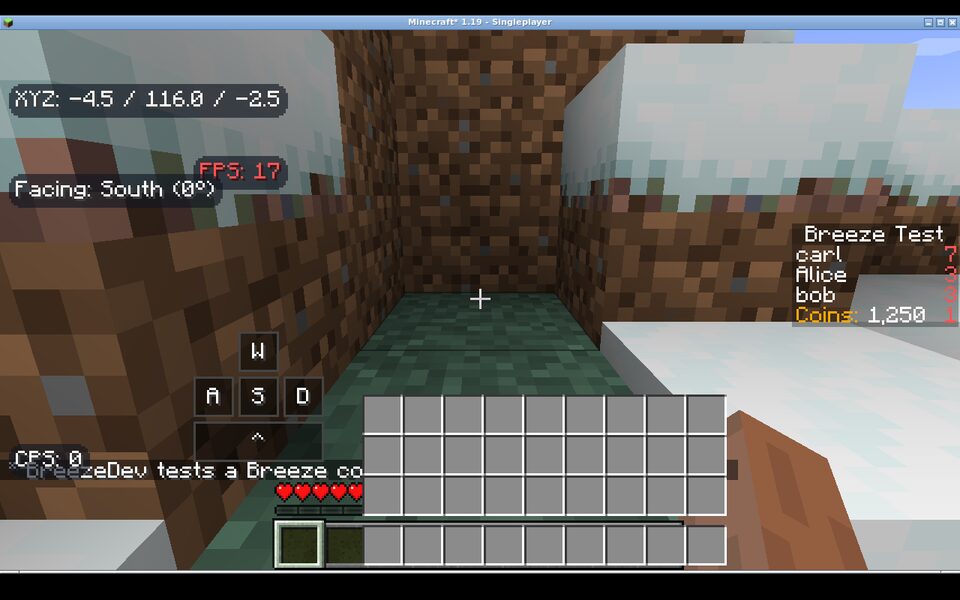 Minecraft* 1.19 - Singleplayer
XYZ: -4.5 / 116.0 / -2.5
FPS: 17
Facing: South (0°)
Breeze Test
carl 7
Alice 2
bob 3
Coins: 1,250 1
W
A S D
^
CPS: 0
BreezeDev tests a Breeze co